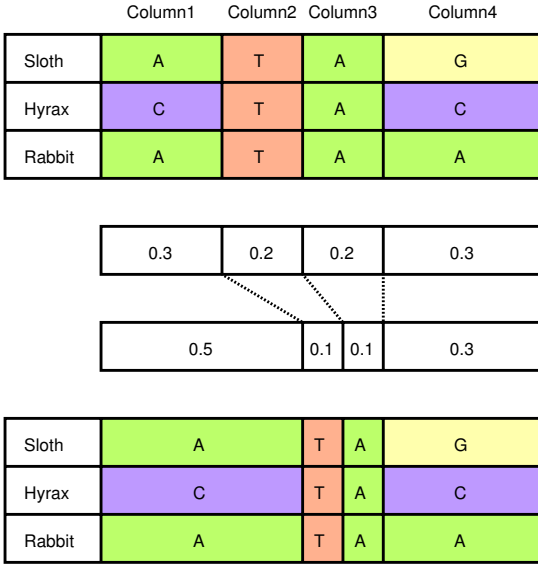 Column1 Column2 Column3 Column4
Sloth A T A G
Hyrax C T A C
Rabbit A T A A
0.3 0.2 0.2 0.3
0.5 0.1 0.1 0.3
Sloth A T A G
Hyrax C T A C
Rabbit A T A A